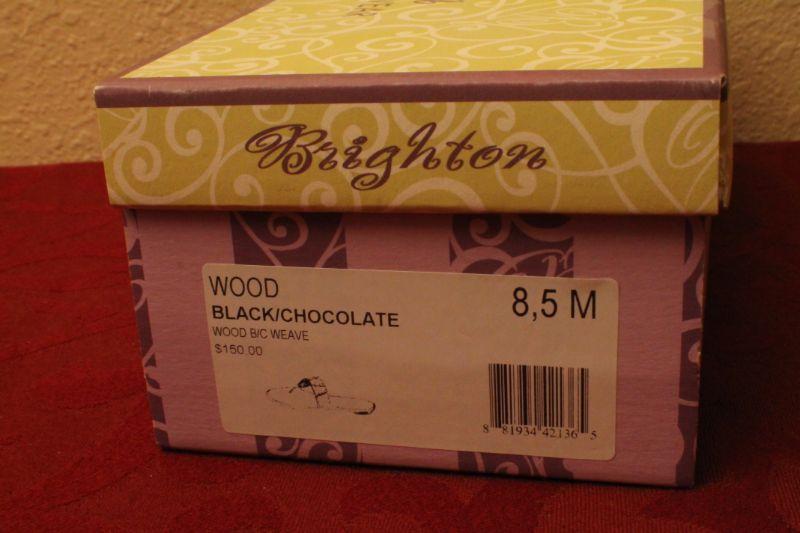 Brighton
WOOD
8,5 M
BLACK/CHOCOLATE
WOOD B/C WEAVE
$150.00
8 81934 42136 5